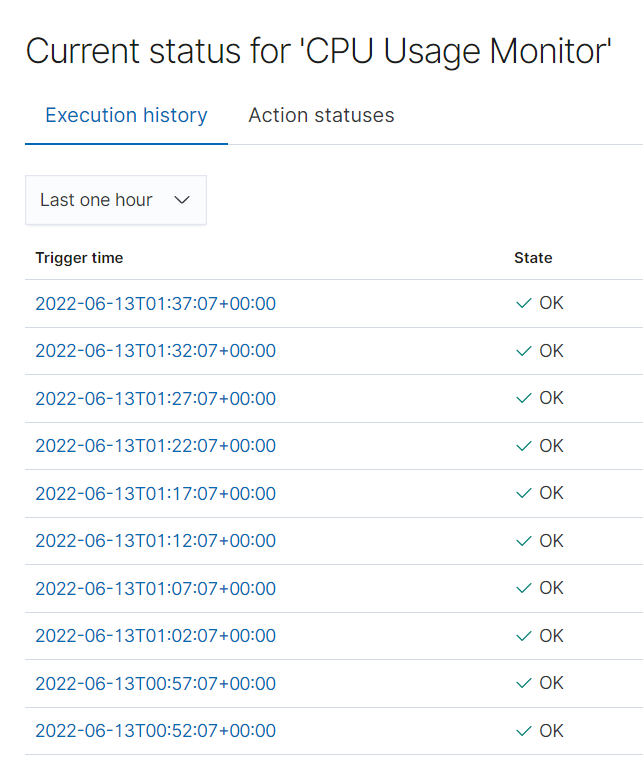 Current status for 'CPU Usage Monitor'
Execution history Action statuses
Last one hour
Trigger time State
2022-06-13T01:37:07+00:00 OK
2022-06-13T01:32:07+00:00 OK
2022-06-13T01:27:07+00:00 OK
2022-06-13T01:22:07+00:00 OK
2022-06-13T01:17:07+00:00 OK
2022-06-13T01:12:07+00:00 OK
2022-06-13T01:07:07+00:00 OK
2022-06-13T01:02:07+00:00 OK
2022-06-13T00:57:07+00:00 OK
2022-06-13T00:52:07+00:00 OK